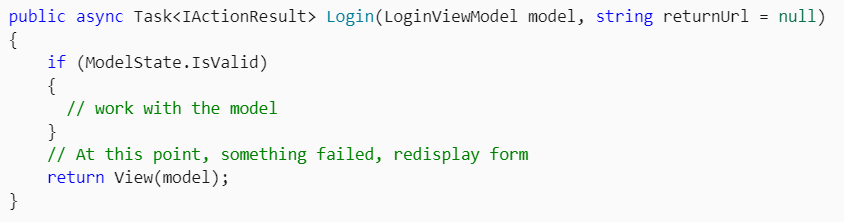 public async Task<IActionResult> Login(LoginViewModel model, string returnUrl = null)
{
    if (ModelState.IsValid)
    {
      // work with the model
    }
    // At this point, something failed, redisplay form
    return View(model);
}